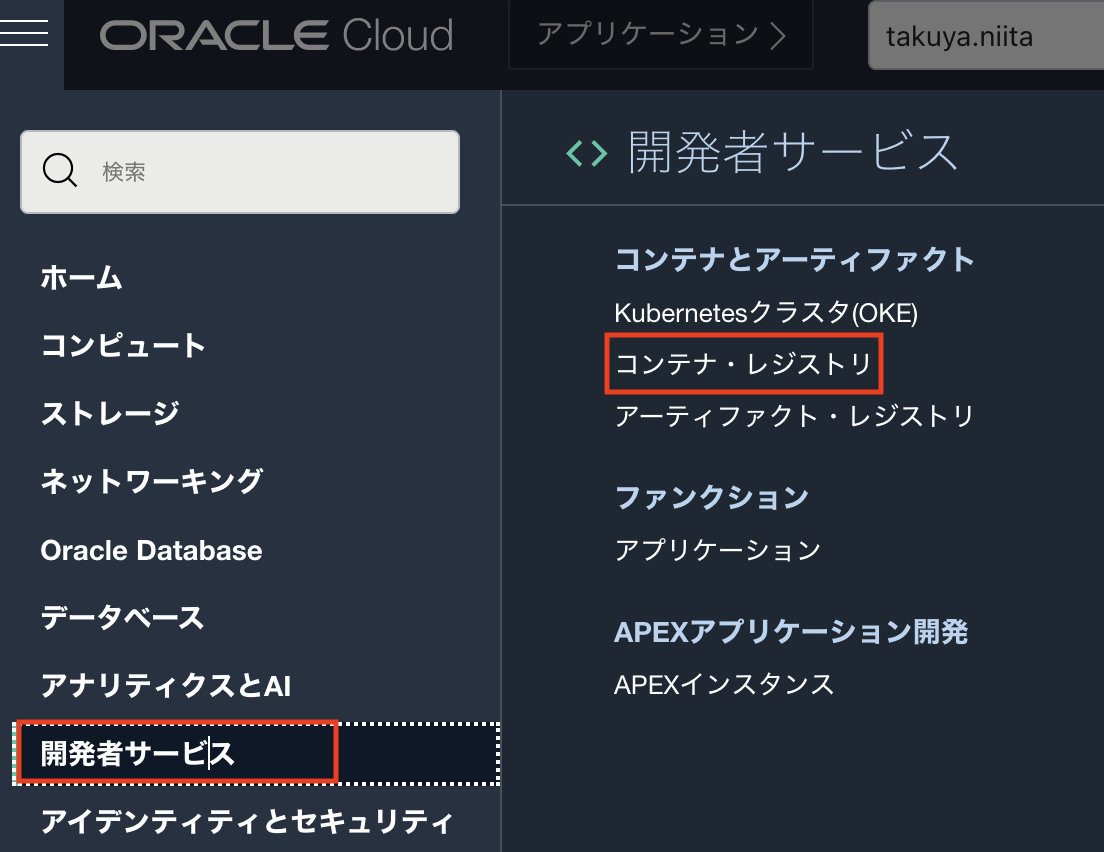 ORACLE Cloud
アプリケーション
takuya.niita
検索
ホーム
コンピュート
ストレージ
ネットワーキング
Oracle Database
データベース
アナリティクスとAI
開発者サービス
アイデンティティとセキュリティ
開発者サービス
コンテナとアーティファクト
Kubernetesクラスタ(OKE)
コンテナ・レジストリ
アーティファクト・レジストリ
ファンクション
アプリケーション
APEXアプリケーション開発
APEXインスタンス